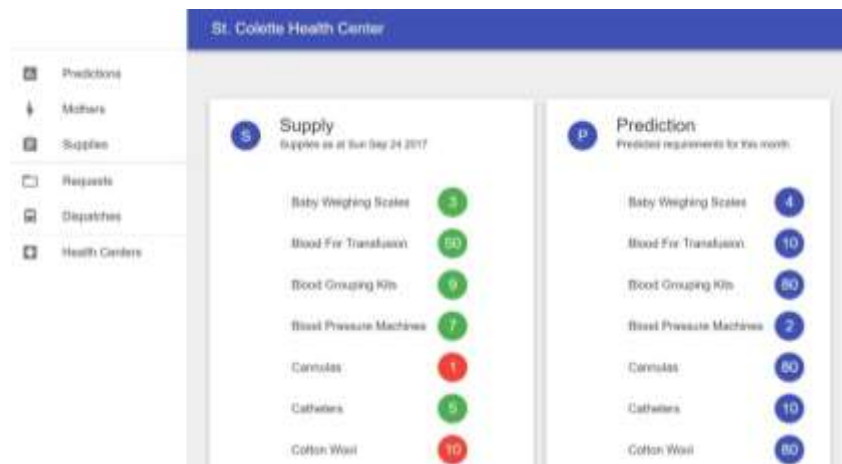 St. Colette Health Center
Predictions
Mothers
Supplies
Requests
Dispatches
Health Centers
S
Supply
Supplies as at Sun Sep 24 2017
Baby Weighing Scales 3
Blood For Transfusion 50
Blood Grouping Kits 9
Blood Pressure Machines 7
Cannulas 1
Catheters 5
Cotton Wool 10
P
Prediction
Predicted requirements for this month
Baby Weighing Scales 4
Blood For Transfusion 10
Blood Grouping Kits
Blood Pressure Machines 2
Cannulas
Catheters 10
Cotton Wool